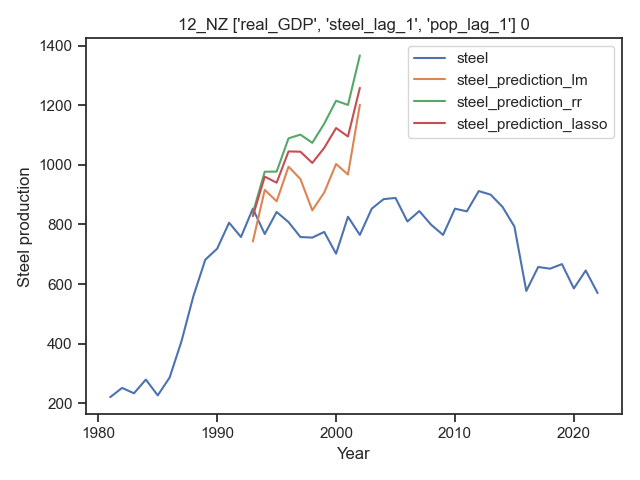 12_NZ ['real_GDP', 'steel_lag_1', 'pop_lag_1'] 0
1400
1200
1000
800
600
400
200
Steel production
steel
steel_prediction_lm
steel_prediction_rr
steel_prediction_lasso
1980
1990
2000
2010
2020
Year